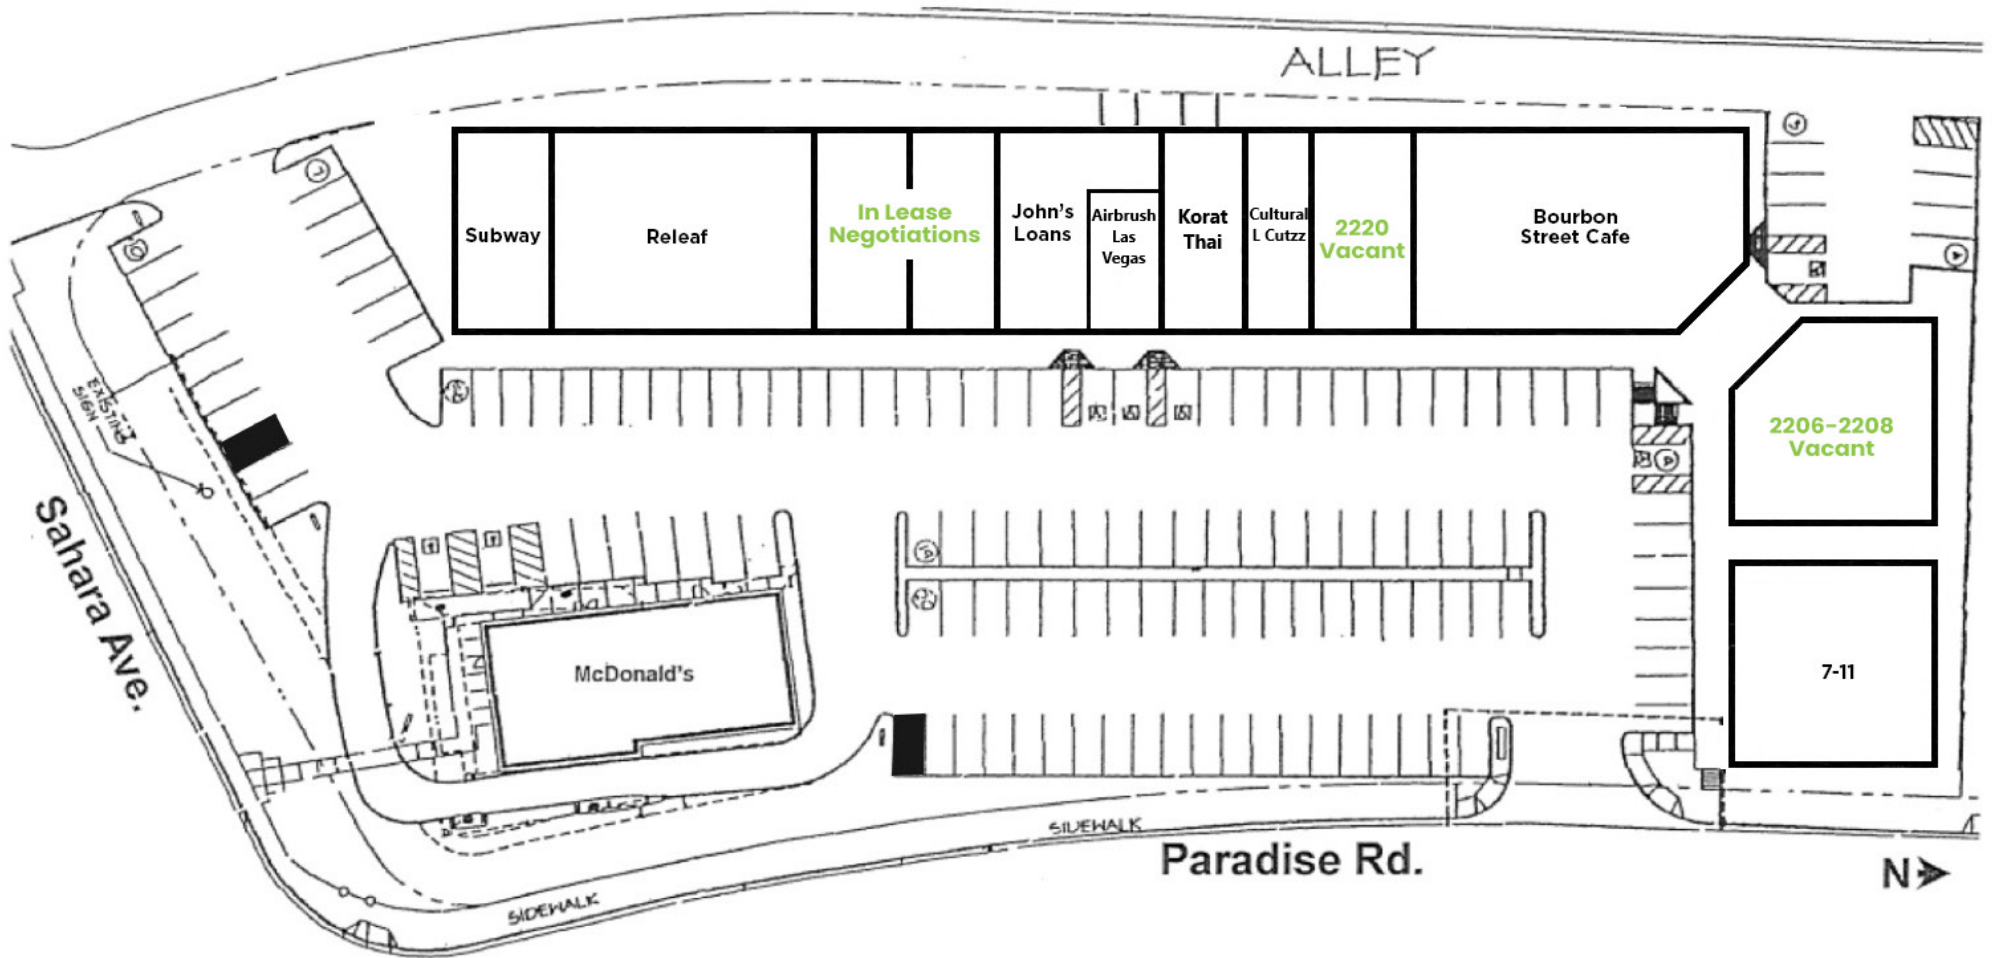 ALLEY
Subway
Releaf
In Lease
Negotiations
John's
Loans
Airbrush
Las
Vegas
Korat
Thai
Cultural
L Cutzz
2220
Vacant
Bourbon
Street Cafe
2206-2208
Vacant
7-11
EXISTING
SIGN
Sahara Ave.
McDonald's
SIDEWALK
SIDEWALK
Paradise Rd.
N